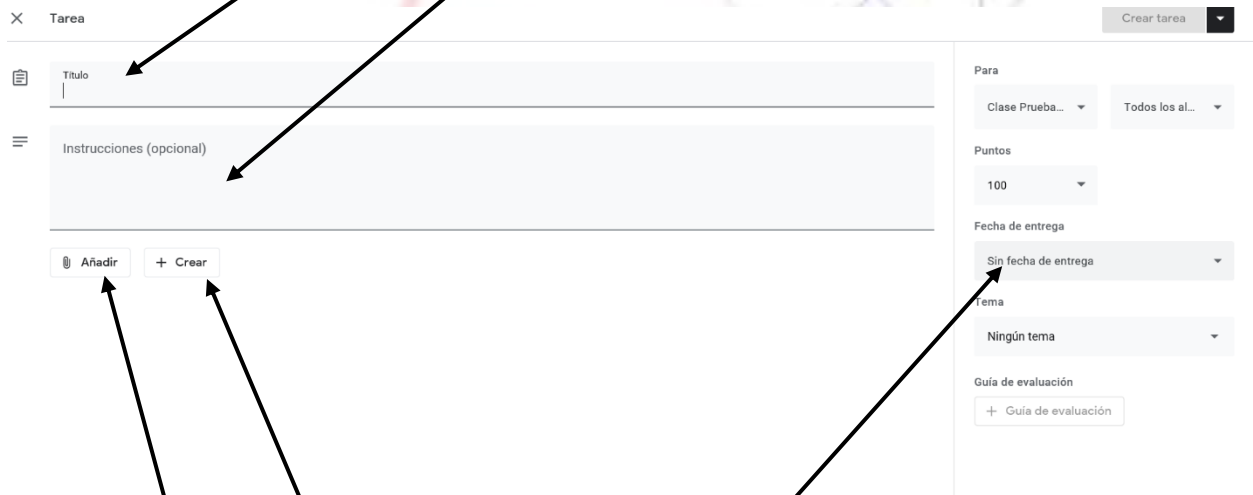 Tarea
Crear tarea
Título
Instrucciones (opcional)
Añadir
+ Crear
Para
Clase Prueba...
Todos los al...
Puntos
100
Fecha de entrega
Sin fecha de entrega
Tema
Ningún tema
Guía de evaluación
+ Guía de evaluación